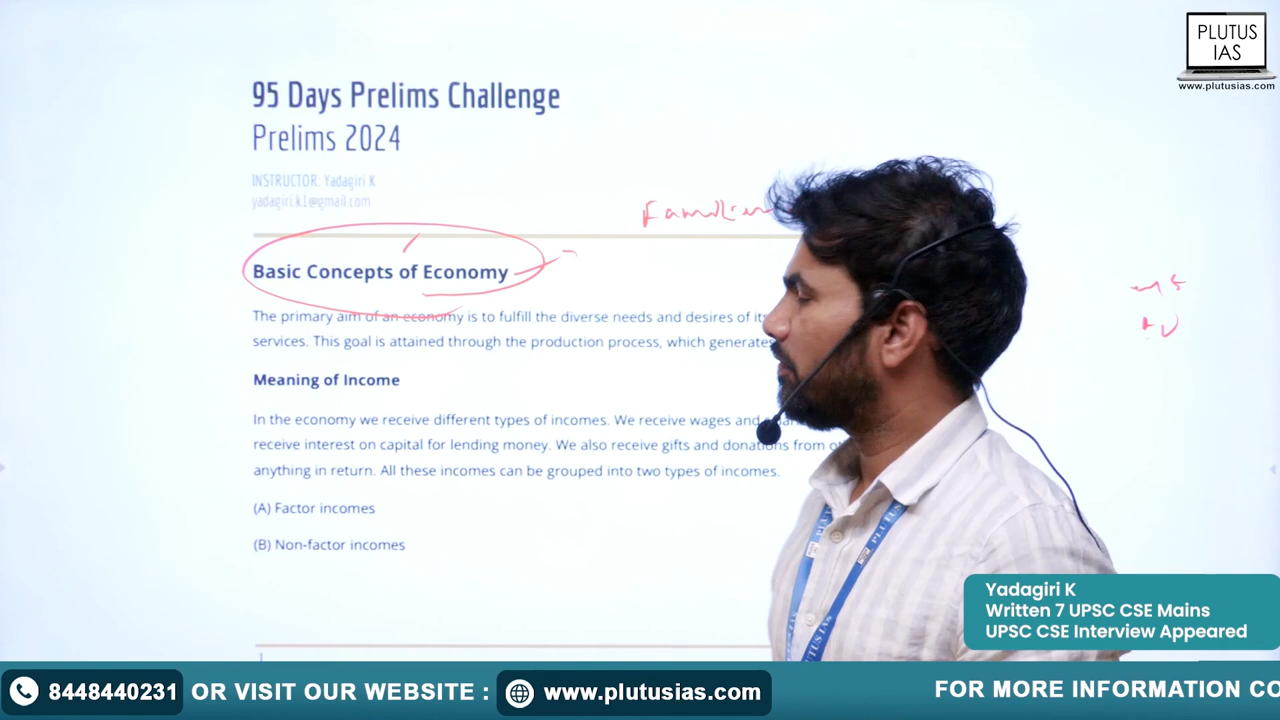 PLUTUS
IAS
www.plutusias.com
95 Days Prelims Challenge
Prelims 2024
INSTRUCTOR: Yadagiri K
yadagiri.k1@gmail.com
Basic Concepts of Economy
The primary aim of an economy is to fulfill the diverse needs and desires of its
services. This goal is attained through the production process, which generates
Meaning of Income
In the economy we receive different types of incomes. We receive wages and
receive interest on capital for lending money. We also receive gifts and donations from
anything in return. All these incomes can be grouped into two types of incomes.
(A) Factor incomes
(B) Non-factor incomes
PLUTUS IAS
PLUTUS
Yadagiri K
Written 7 UPSC CSE Mains
UPSC CSE Interview Appeared
8448440231 OR VISIT OUR WEBSITE : www.plutusias.com FOR MORE INFORMATION CO